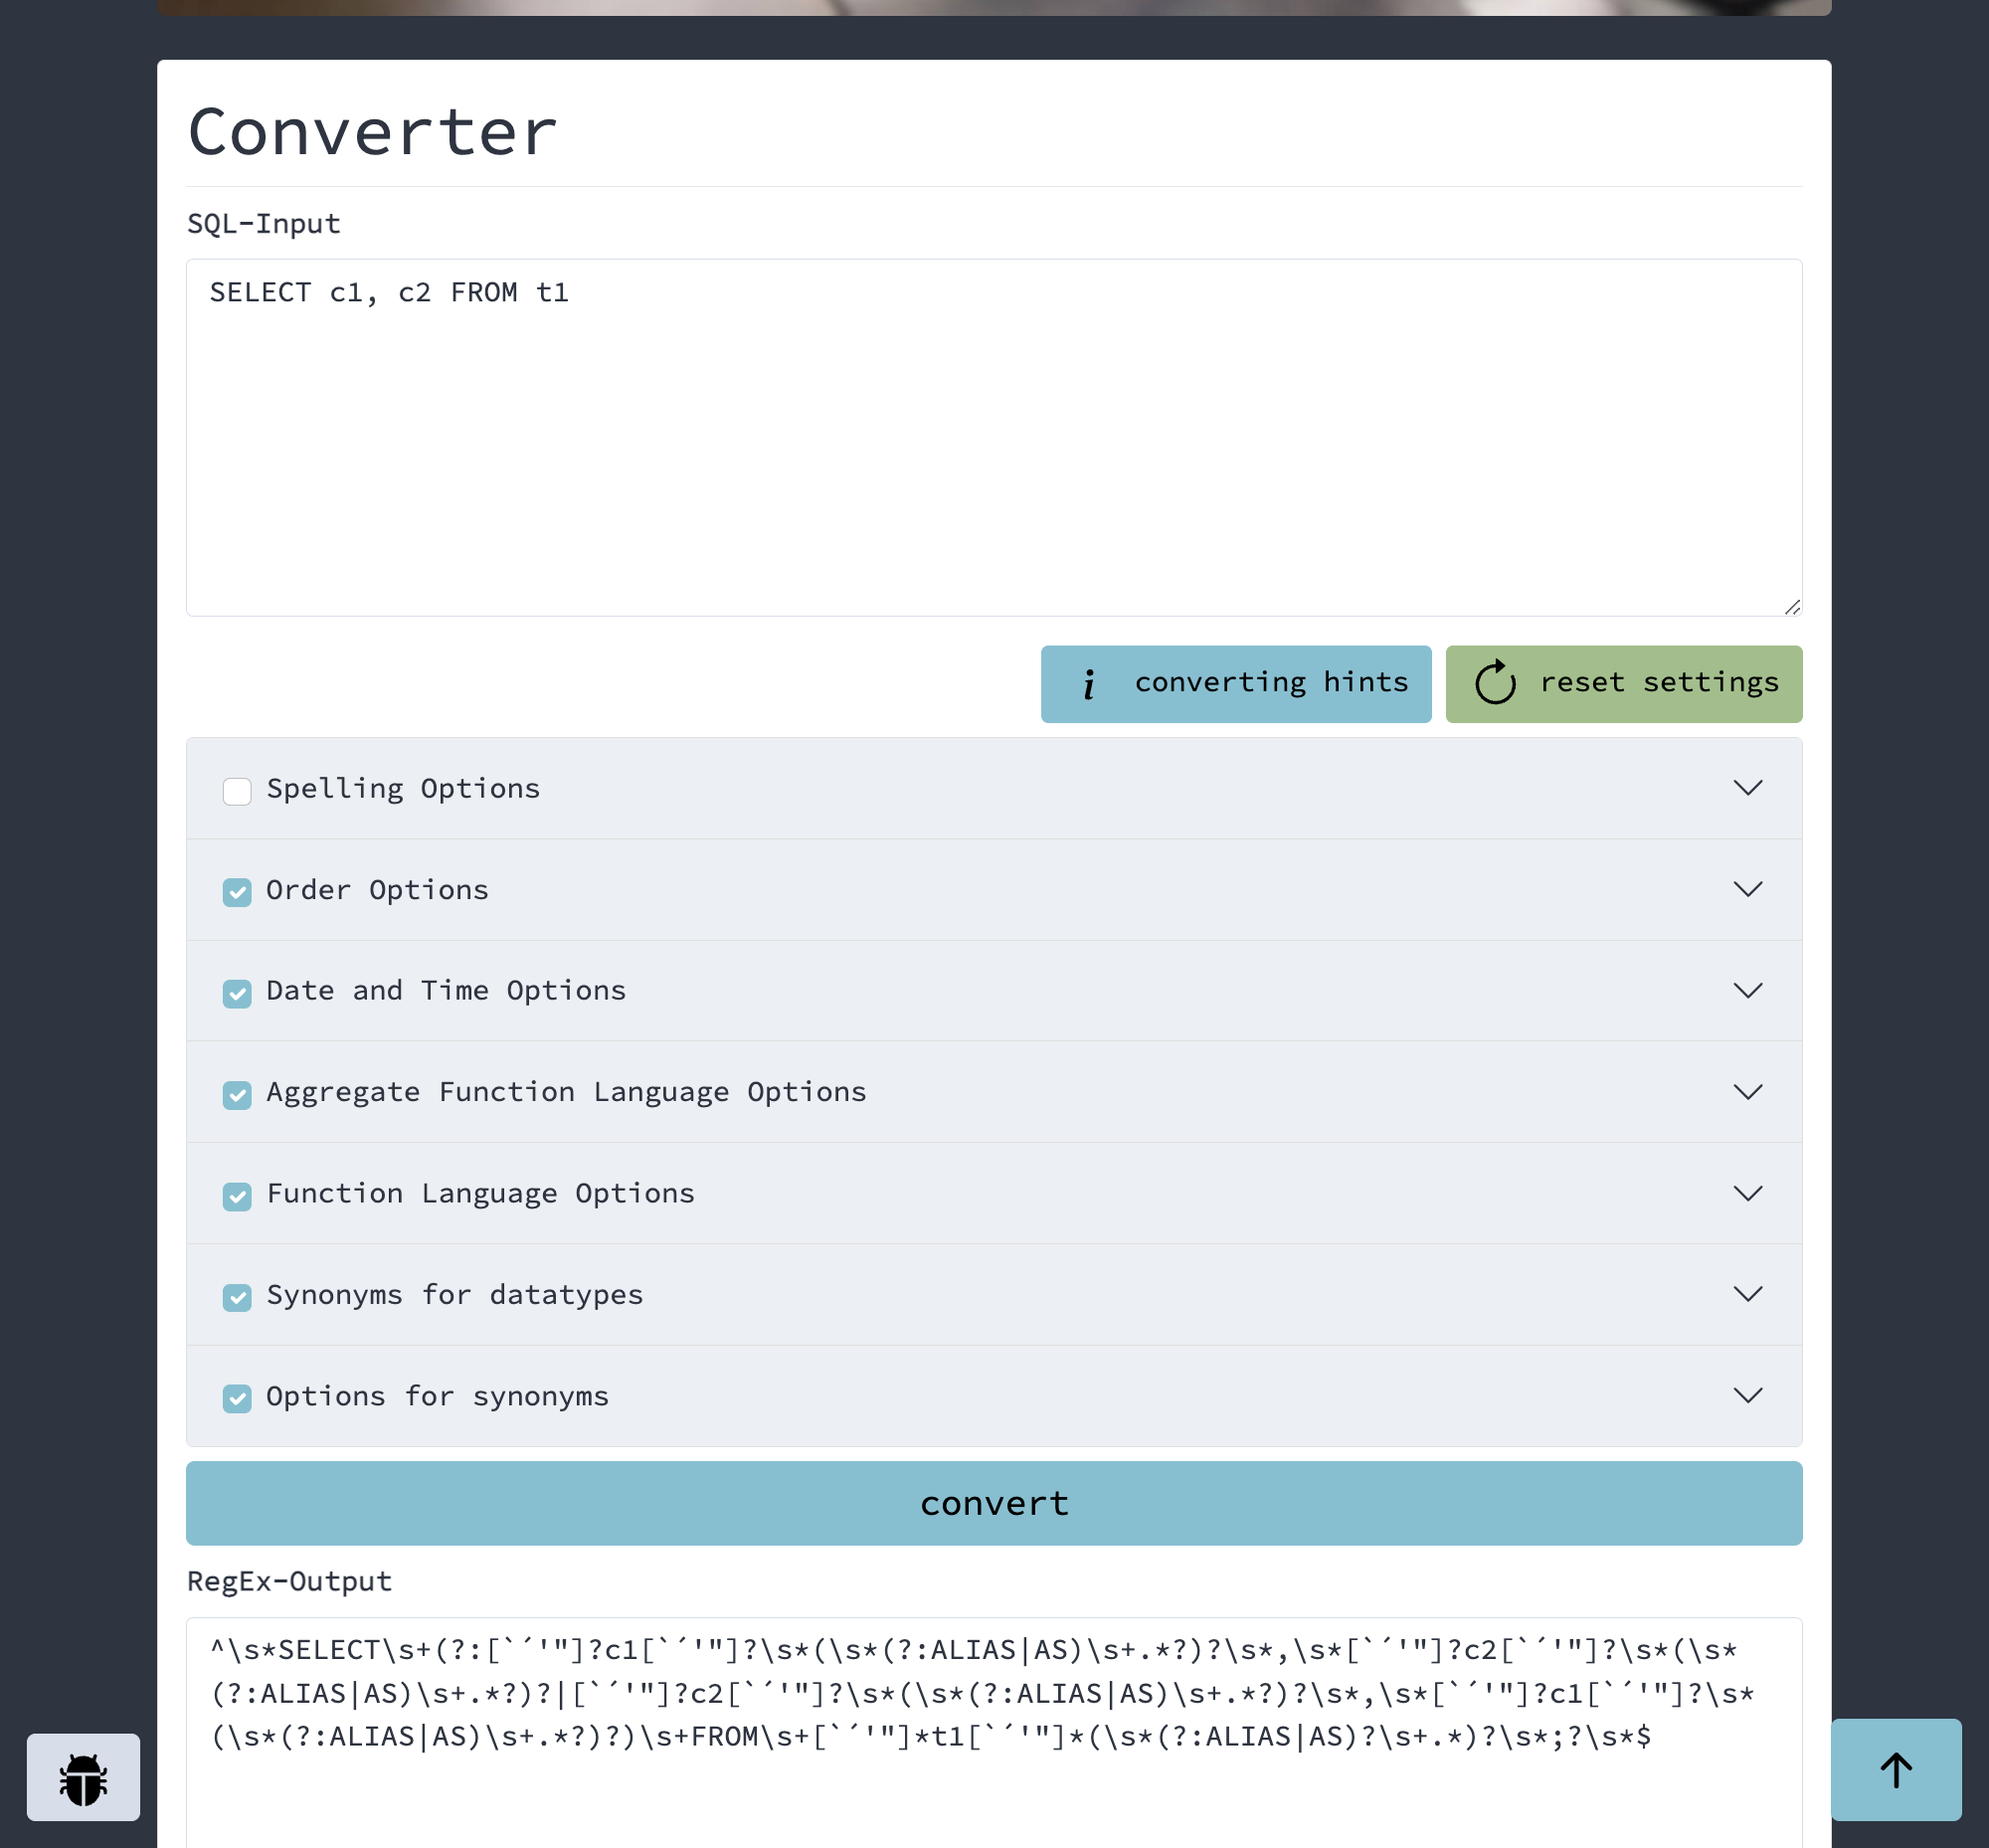 Converter
SQL-Input
SELECT c1, c2 FROM t1
i converting hints
reset settings
Spelling Options
Order Options
Date and Time Options
Aggregate Function Language Options
Function Language Options
Synonyms for datatypes
Options for synonyms
convert
RegEx-Output
^\s*SELECT\s+(?:[`´'"]?c1[`´'"]?\s*(\s*(?:ALIAS|AS)\s+.*?)?\s*,\s*[`´'"]?c2[`´'"]?\s*(\s*
(?:ALIAS|AS)\s+.*?)?|[`´'"]?c2[`´'"]?\s*(\s*(?:ALIAS|AS)\s+.*?)?\s*,\s*[`´'"]?c1[`´'"]?\s*
(\s*(?:ALIAS|AS)\s+.*?)?)\s+FROM\s+[`´'"]*t1[`´'"]*(\s*(?:ALIAS|AS)?\s+.*)?\s*;?\s*$